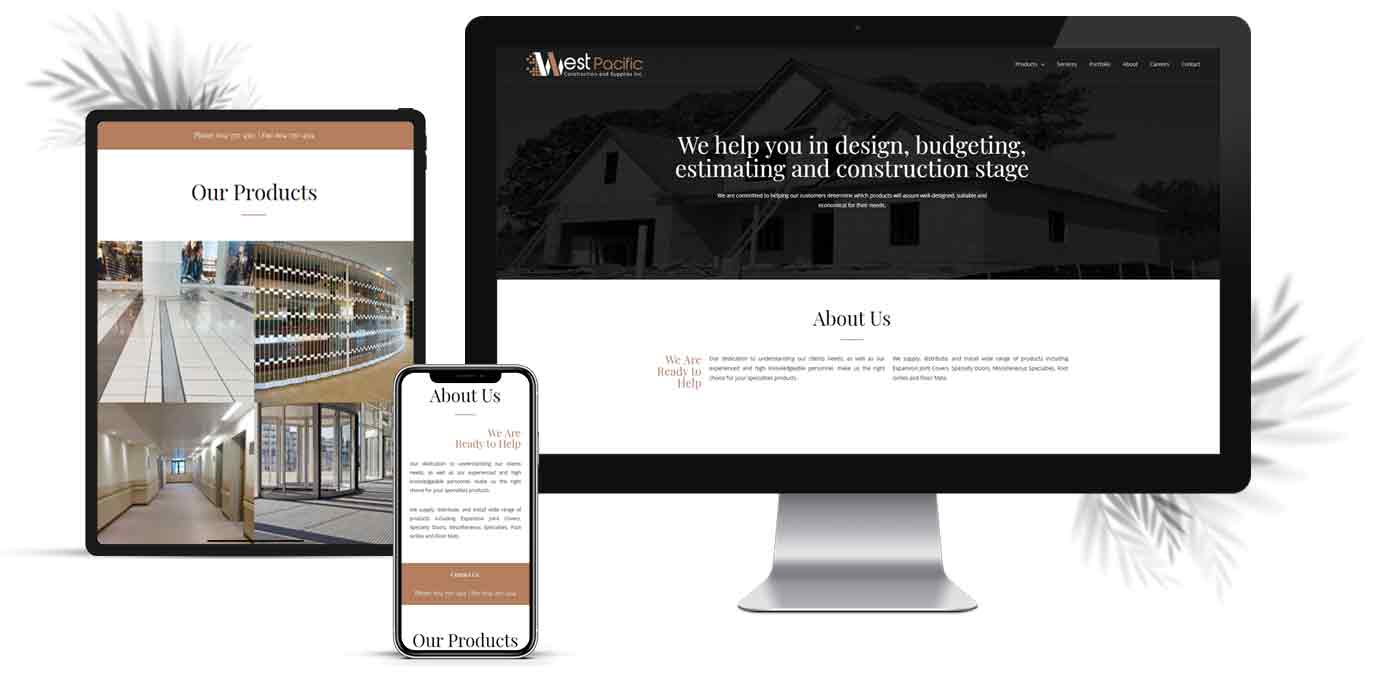 Our Products
West Pacific
Construction and Supplies Inc.
Products
Services
Portfolio
About
Careers
Contact
We help you in design, budgeting,
estimating and construction stage
We are committed to helping our customers determine which products will assure well-designed, suitable and
economical for their needs.
About Us
We Are
Ready to
Help
Our dedication to understanding our clients needs, as well as our
experienced and high knowledgeable personnel make us the right
choice for your specialties products.
We supply, distribute, and install wide range of products including
Expansion Joint Covers, Specialty Doors, Miscellaneous Specialties, Foot
Grilles and Floor Mats.
About Us
We Are
Ready to Help
Our dedication to understanding our clients
needs, as well as our experienced and high
knowledgeable personnel make us the right
choice for your specialties products.
We supply, distribute, and install wide range of
products including Expansion Joint Covers,
Specialty Doors, Miscellaneous Specialties, Foot
Grilles and Floor Mats.
Contact Us
Our Products